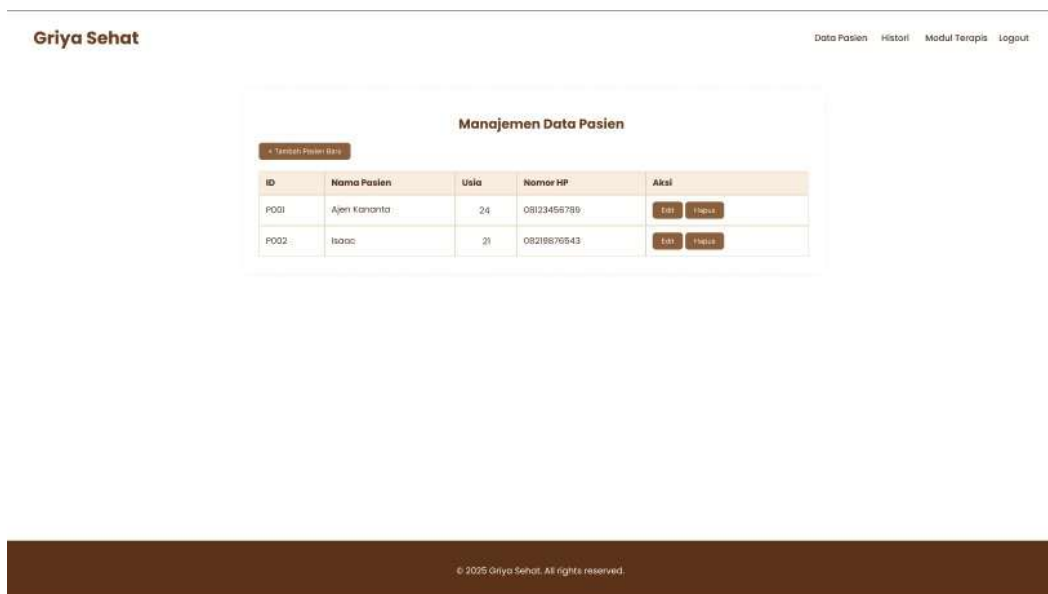 Griya Sehat
Data Pasien Histori Modul Terapis Logout
Manajemen Data Pasien
+ Tambah Pasien Baru
ID Nama Pasien Usia Nomor HP Aksi
P001 Ajen Kananta 24 08123456789 Edit Hapus
P002 Isaac 21 08219876543 Edit Hapus
© 2025 Griya Sehat. All rights reserved.